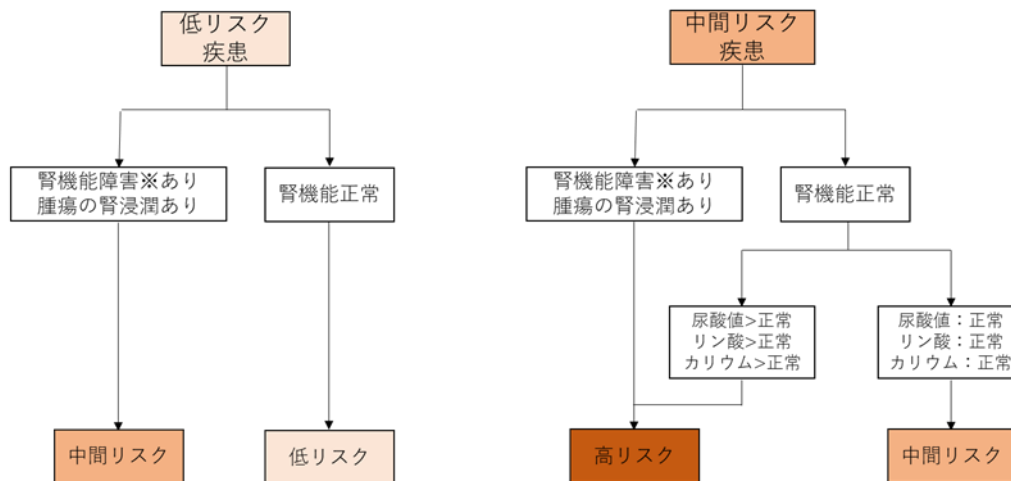 低リスク
疾患
腎機能障害※あり
腫瘍の腎浸潤あり
腎機能正常
中間リスク
低リスク
中間リスク
疾患
腎機能障害※あり
腫瘍の腎浸潤あり
腎機能正常
尿酸値>正常
リン酸>正常
カリウム>正常
尿酸値：正常
リン酸：正常
カリウム：正常
高リスク
中間リスク